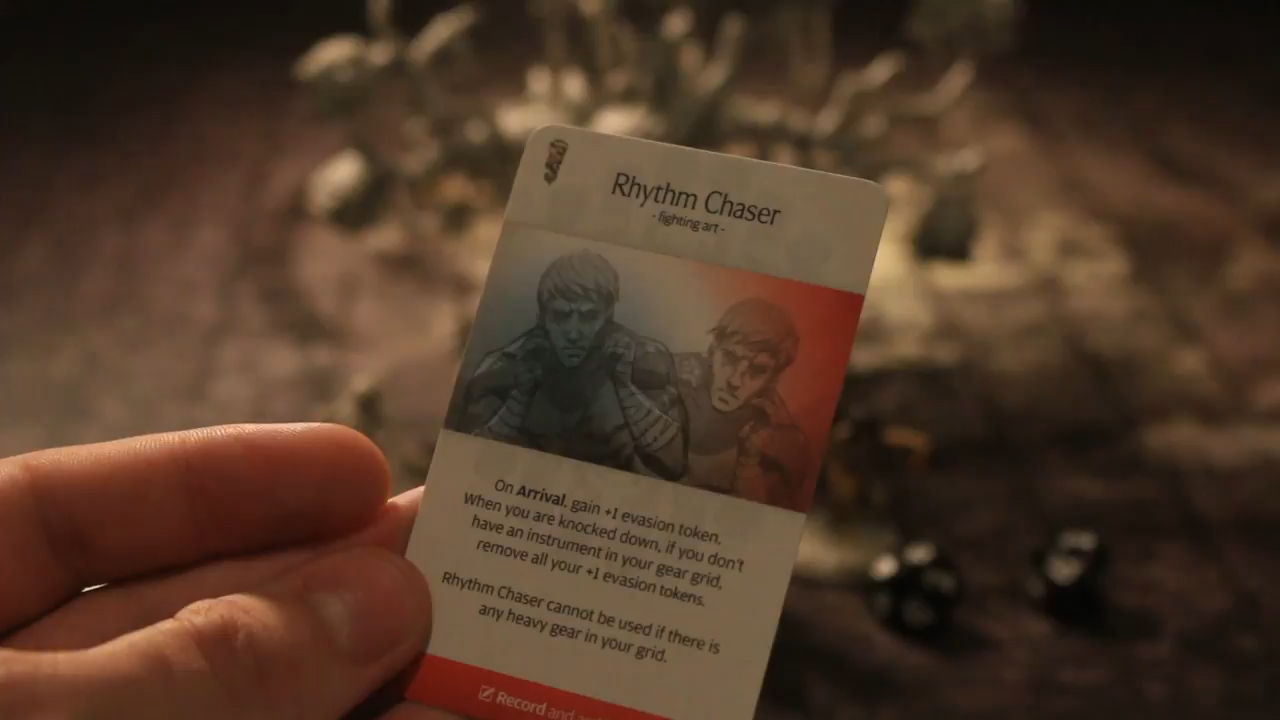 Rhythm Chaser
- fighting art -
On Arrival, gain +1 evasion token.
When you are knocked down, if you don't
have an instrument in your gear grid,
remove all your +1 evasion tokens.
Rhythm Chaser cannot be used if there is
any heavy gear in your grid.
Record and